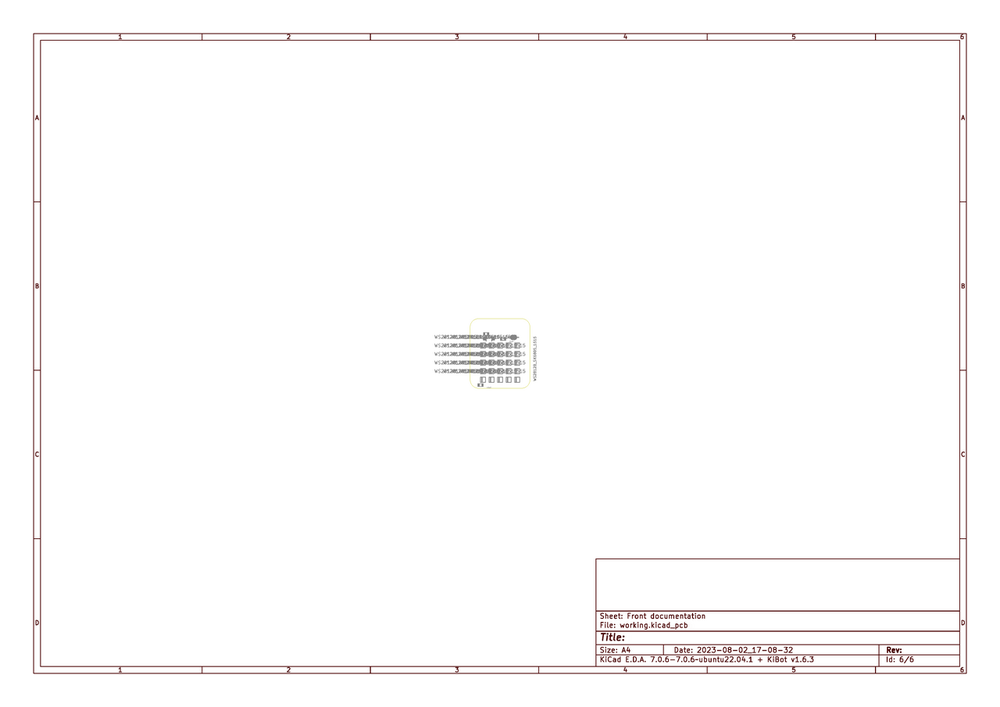 1 2 3 4 5 6
A A
B B
C C
D D
Sheet: Front documentation
File: working.kicad_pcb
Title:
Size: A4 Date: 2023-08-02_17-08-32 Rev:
KiCad E.D.A. 7.0.6-7.0.6~ubuntu22.04.1 + KiBot v1.6.3 Id: 6/6
1 2 3 4 5 6